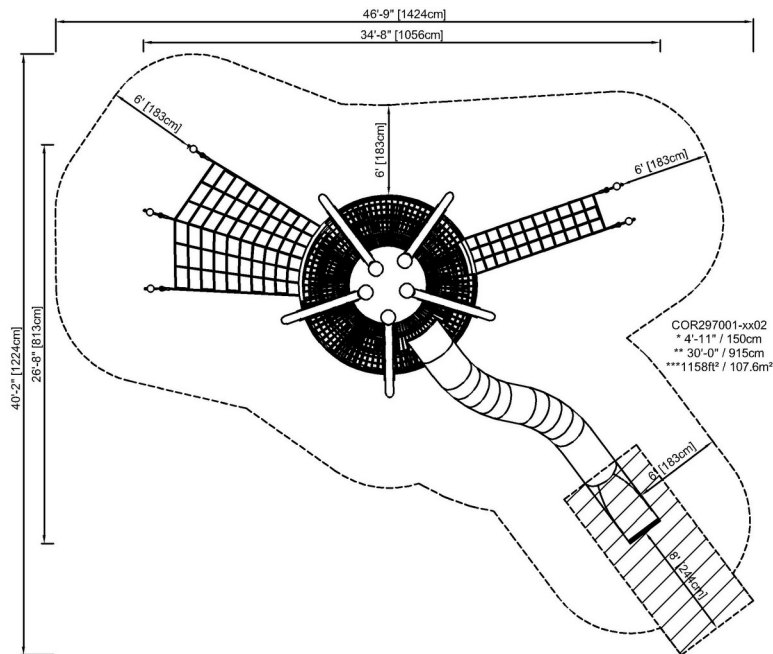 46'-9" [1424cm]
34'-8" [1056cm]
6' [183cm]
6' [183cm]
6' [183cm]
40'-2" [1224cm]
26'-8" [813cm]
COR297001-xx02
* 4'-11" / 150cm
** 30'-0" / 915cm
***1158ft² / 107.6m²
6' [183cm]
8' [244cm]